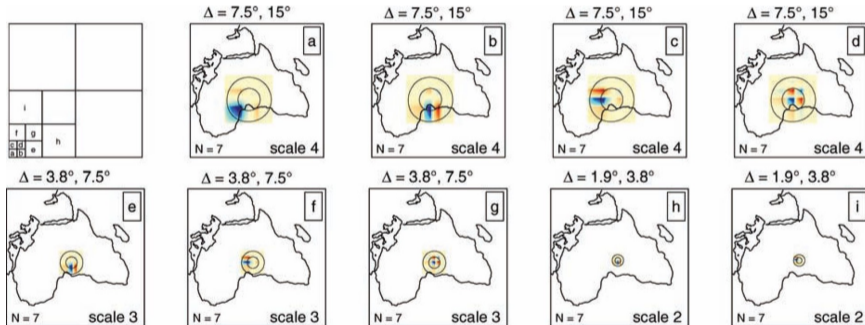 Δ = 7.5°, 15°
Δ = 7.5°, 15°
Δ = 7.5°, 15°
Δ = 7.5°, 15°
a
b
c
d
i
f g
h
c d
e
a b
N = 7 scale 4
N = 7 scale 4
N = 7 scale 4
N = 7 scale 4
Δ = 3.8°, 7.5°
Δ = 3.8°, 7.5°
Δ = 3.8°, 7.5°
Δ = 1.9°, 3.8°
Δ = 1.9°, 3.8°
e
f
g
h
i
N = 7 scale 3
N = 7 scale 3
N = 7 scale 3
N = 7 scale 2
N = 7 scale 2